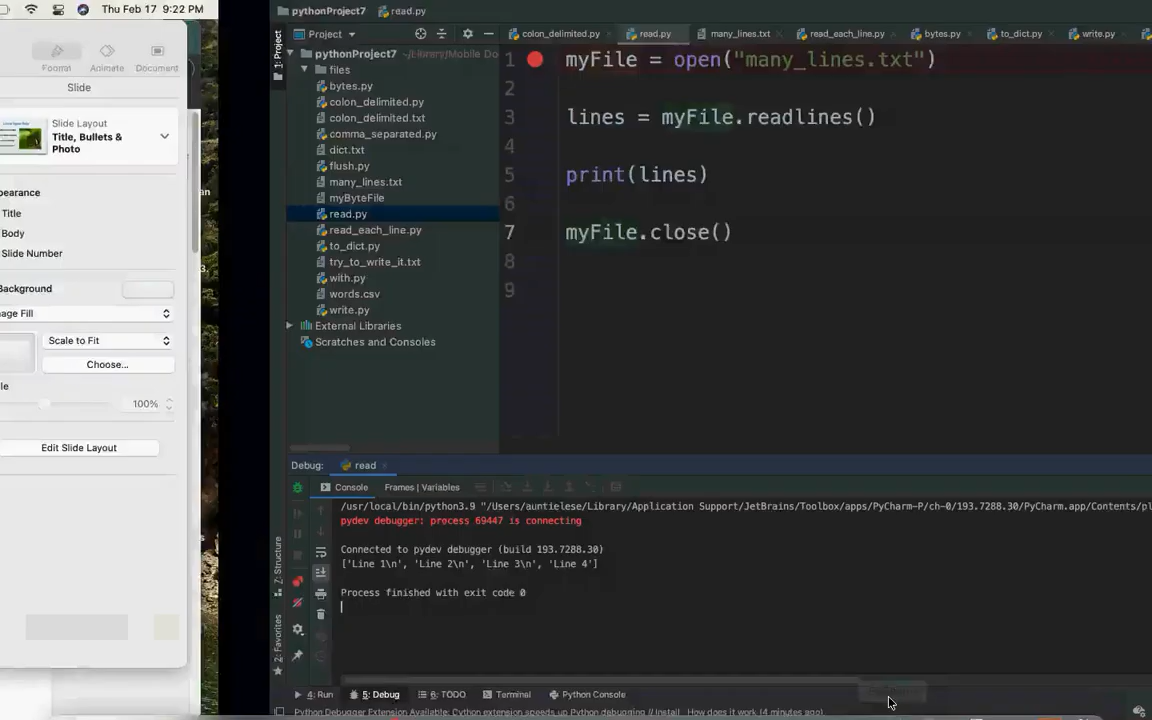 Thu Feb 17 9:22 PM
Format
Animate
Document
Slide
Slide Layout
Title, Bullets &
Photo
pearance
Title
Body
Slide Number
Background
age Fill
Scale to Fit
Choose...
le
100%
Edit Slide Layout
an
3.
pythonProject7
read.py
1: Project
Project
colon_delimited.py
read.py
many_lines.txt
read_each_line.py
bytes.py
to_dict.py
write.py
pythonProject7
files
bytes.py
colon_delimited.py
colon_delimited.txt
comma_separated.py
dict.txt
flush.py
many_lines.txt
myByteFile
read.py
read_each_line.py
to_dict.py
try_to_write_it.txt
with.py
words.csv
write.py
External Libraries
Scratches and Consoles
1 myFile = open("many_lines.txt")
2
3 lines = myFile.readlines()
4
5 print(lines)
6
7 myFile.close()
8
9
Debug:
read
Console
Frames | Variables
/usr/local/bin/python3.9 "/Users/auntielese/Library/Application Support/JetBrains/Toolbox/apps/PyCharm-P/ch-0/193.7288.30/PyCharm.app/Contents/pl
pydev debugger: process 69447 is connecting
Connected to pydev debugger (build 193.7288.30)
['Line 1\n', 'Line 2\n', 'Line 3\n', 'Line 4']
Process finished with exit code 0
Z: Structure
2: Favorites
4: Run
5: Debug
6: TODO
Terminal
Python Console
Python Debugger Extension Available: Cython extension speeds up Python debugging // Install How does it work (4 minutes ago)